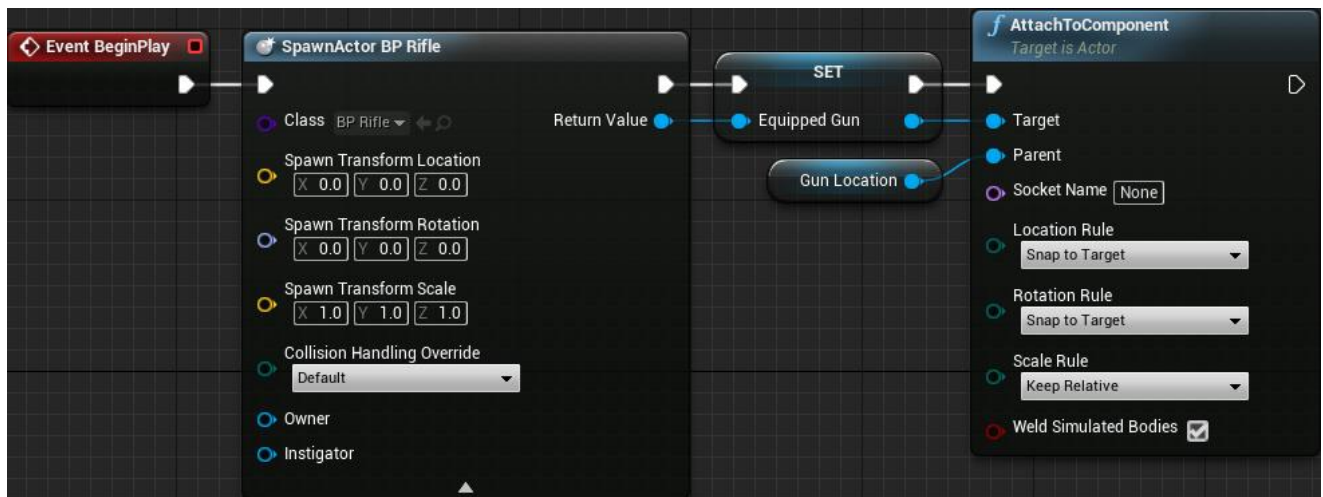 Event BeginPlay
SpawnActor BP Rifle
Class BP Rifle
Return Value
Spawn Transform Location
X 0.0 Y 0.0 Z 0.0
Spawn Transform Rotation
X 0.0 Y 0.0 Z 0.0
Spawn Transform Scale
X 1.0 Y 1.0 Z 1.0
Collision Handling Override
Default
Owner
Instigator
SET
Equipped Gun
Gun Location
f AttachToComponent
Target is Actor
Target
Parent
Socket Name None
Location Rule
Snap to Target
Rotation Rule
Snap to Target
Scale Rule
Keep Relative
Weld Simulated Bodies